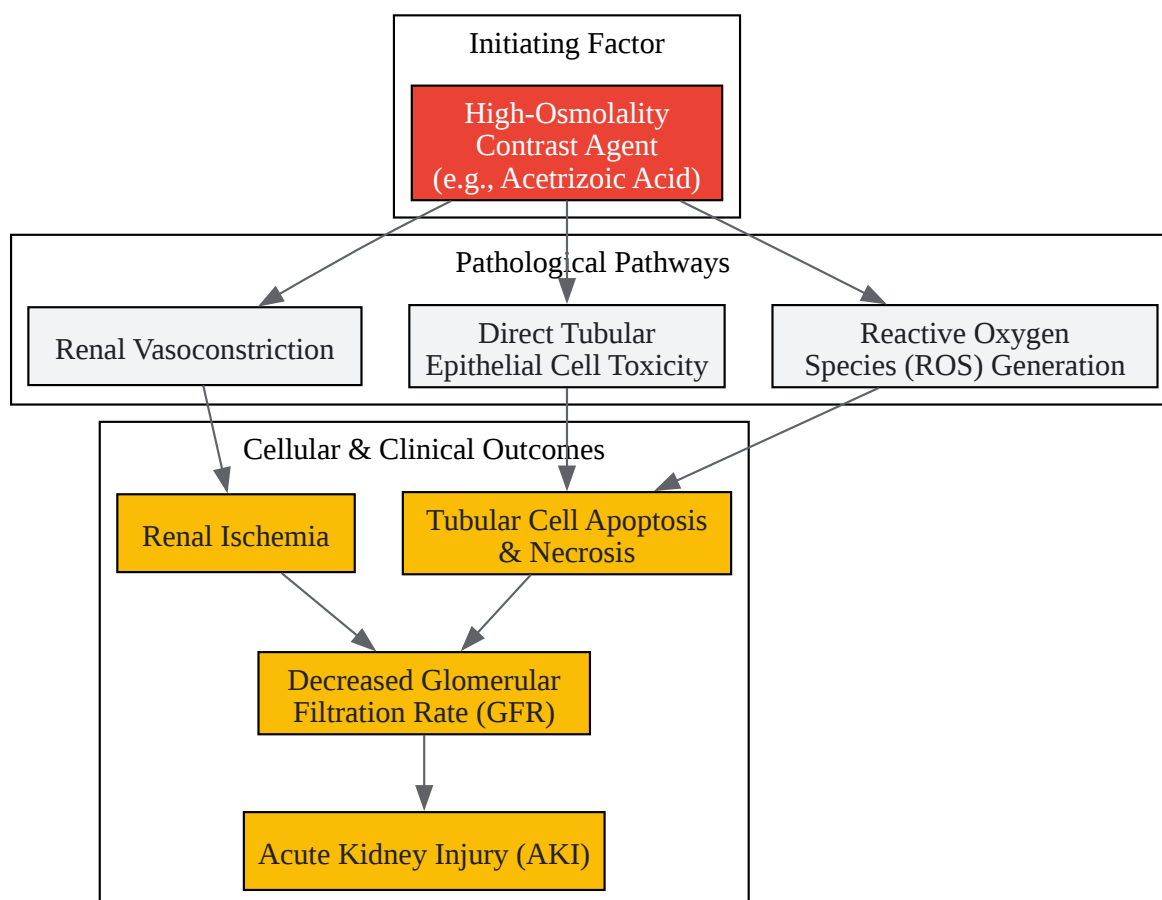 Initiating Factor
High-Osmolality
Contrast Agent
(e.g., Acetrizoic Acid)
Pathological Pathways
Renal Vasoconstriction
Direct Tubular
Epithelial Cell Toxicity
Reactive Oxygen
Species (ROS) Generation
Cellular & Clinical Outcomes
Renal Ischemia
Tubular Cell Apoptosis
& Necrosis
Decreased Glomerular
Filtration Rate (GFR)
Acute Kidney Injury (AKI)